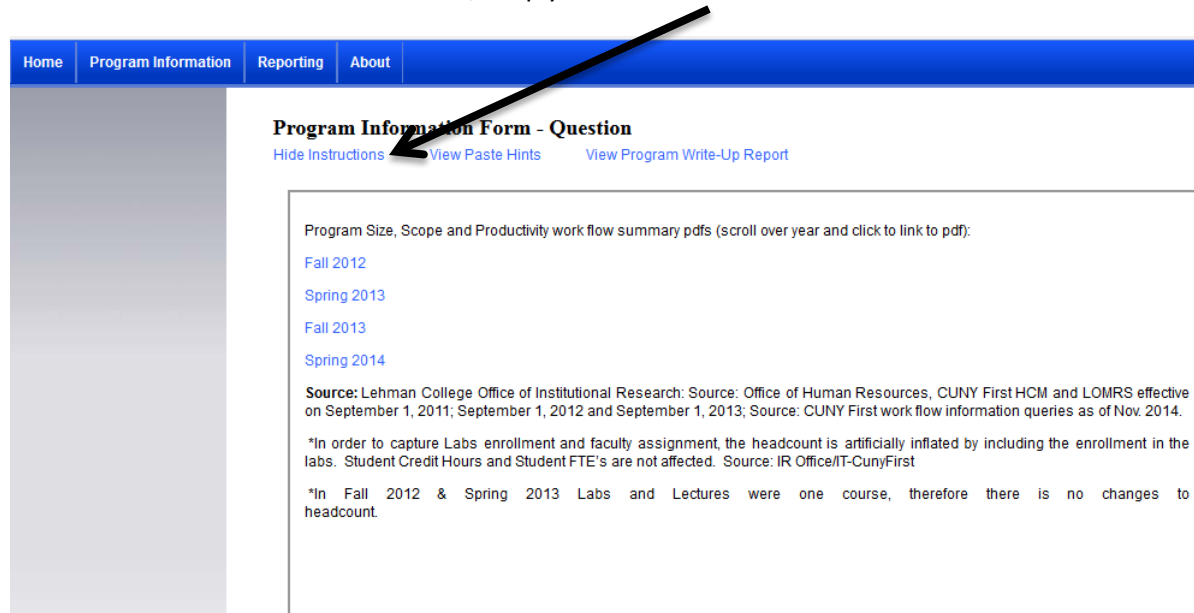 Home Program Information Reporting About
Program Information Form - Question
Hide Instructions View Paste Hints View Program Write-Up Report
Program Size, Scope and Productivity work flow summary pdfs (scroll over year and click to link to pdf):
Fall 2012
Spring 2013
Fall 2013
Spring 2014
Source: Lehman College Office of Institutional Research: Source: Office of Human Resources, CUNY First HCM and LOMRS effective
on September 1, 2011; September 1, 2012 and September 1, 2013; Source: CUNY First work flow information queries as of Nov. 2014.
*In order to capture Labs enrollment and faculty assignment, the headcount is artificially inflated by including the enrollment in the
labs. Student Credit Hours and Student FTE's are not affected. Source: IR Office/IT-CunyFirst
*In Fall 2012 & Spring 2013 Labs and Lectures were one course, therefore there is no changes to
headcount.